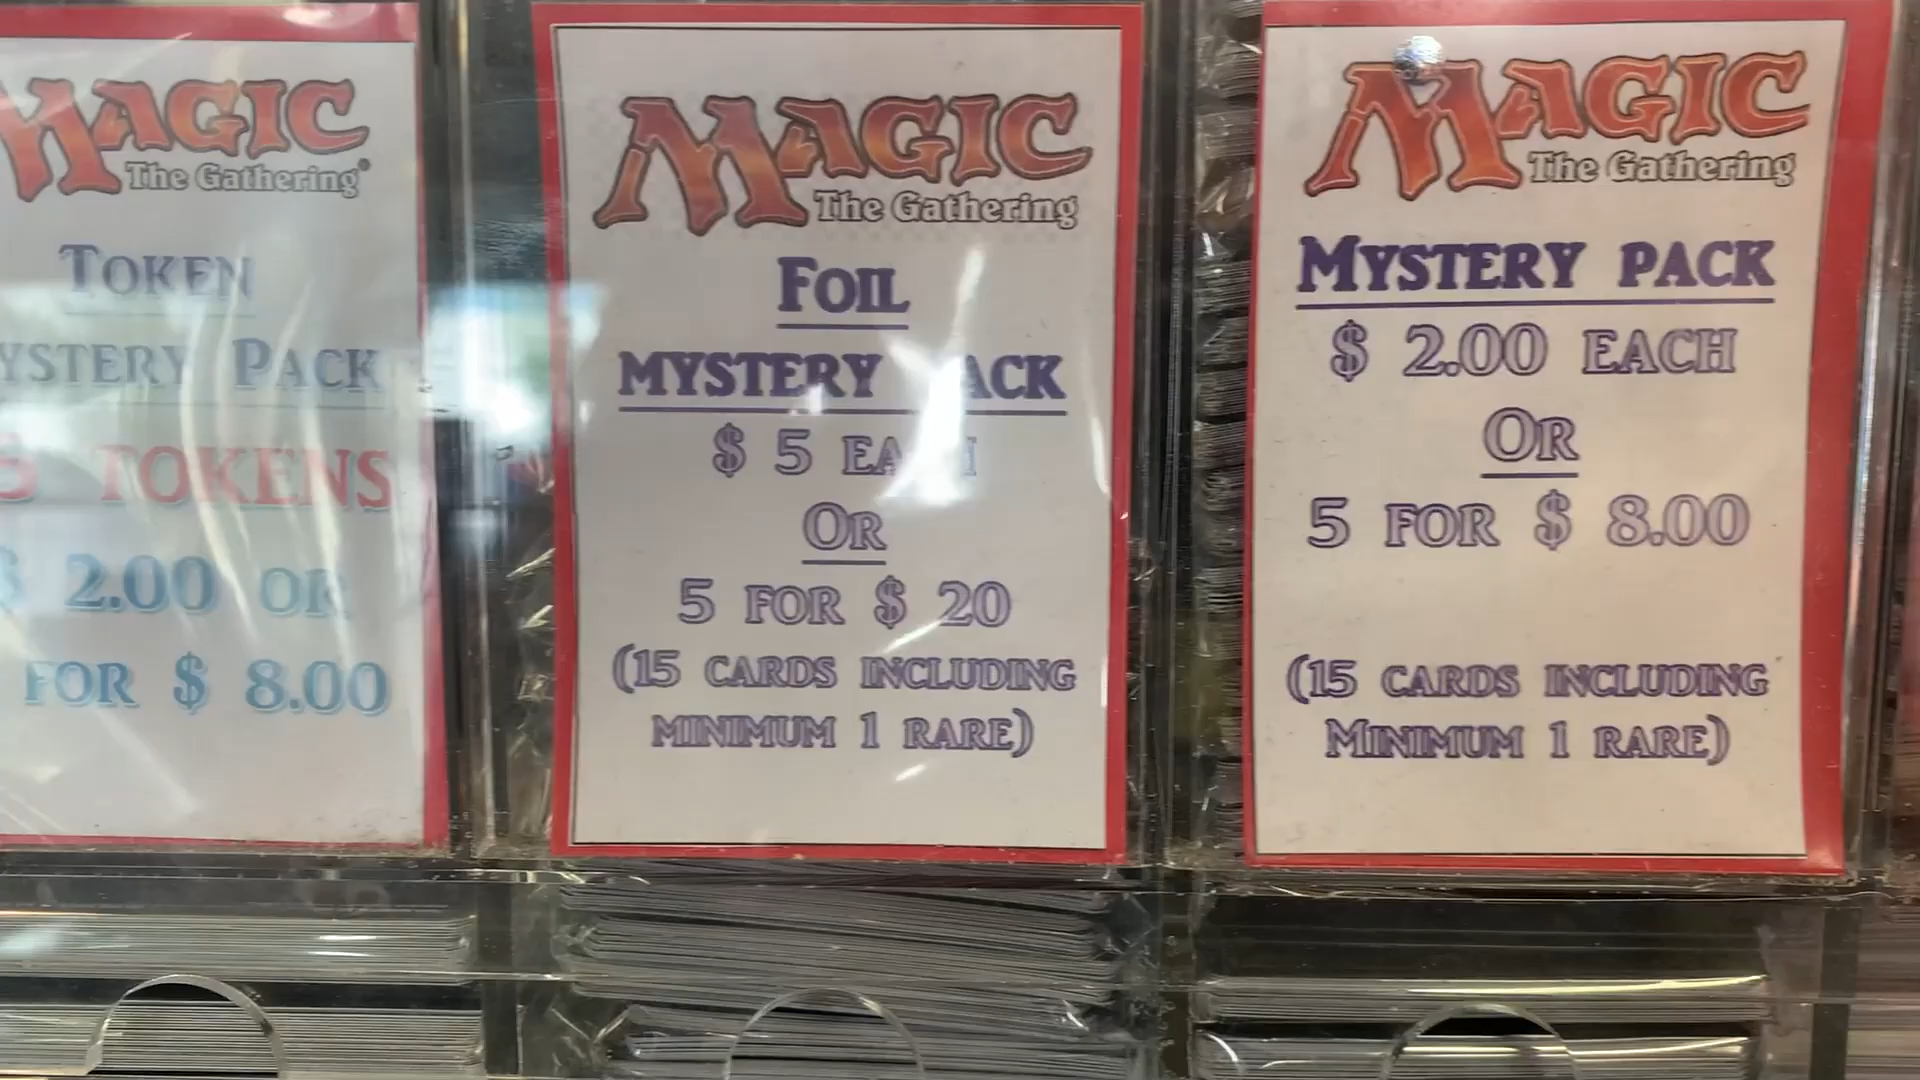 MAGIC
The Gathering®
TOKEN
PACK
TOKENS
2.00 OR
FOR $ 8.00
MAGIC
The Gathering
FOIL
MYSTERY
$ 5
OR
5 FOR $ 20
(15 CARDS INCLUDING
MINIMUM 1 RARE)
MAGIC
The Gathering
MYSTERY PACK
$ 2.00 EACH
OR
5 FOR $ 8.00
(15 CARDS INCLUDING
MINIMUM 1 RARE)